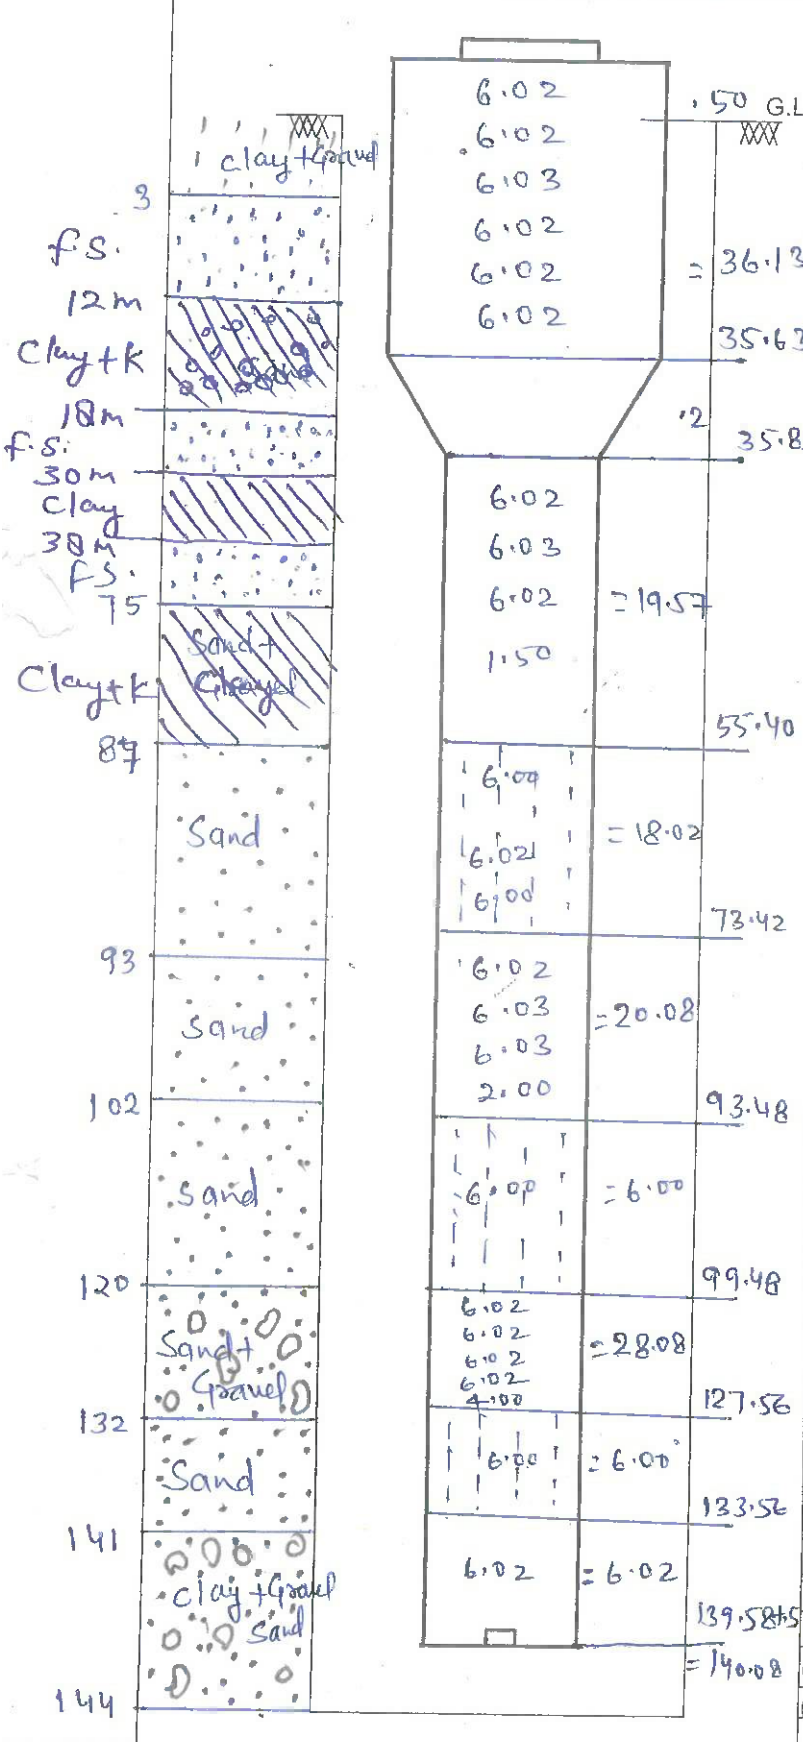 6.02
.50 G.L
6.02
clay+Gravel
6.03
3
6.02
f.s.
6.02
= 36.13
12m
6.02
35.63
Clay+k
18m
.2
f.s.
35.8
30m
Clay
6.02
38m
6.03
f.s.
6.02
=19.57
75
1.50
Sand+
Clay+k
55.40
87
6.00
Sand
=18.02
6.02
6.00
73.42
93
6.02
6.03
=20.08
Sand
6.03
2.00
102
93.48
Sand
6.00
=6.00
120
99.48
6.02
6.02
Sand+
6.02
=28.08
Gravel
6.02
4.00
127.56
132
6.00
=6.00
Sand
133.56
141
6.02
=6.02
Clay+Gravel
Sand
139.58+5
=140.08
144